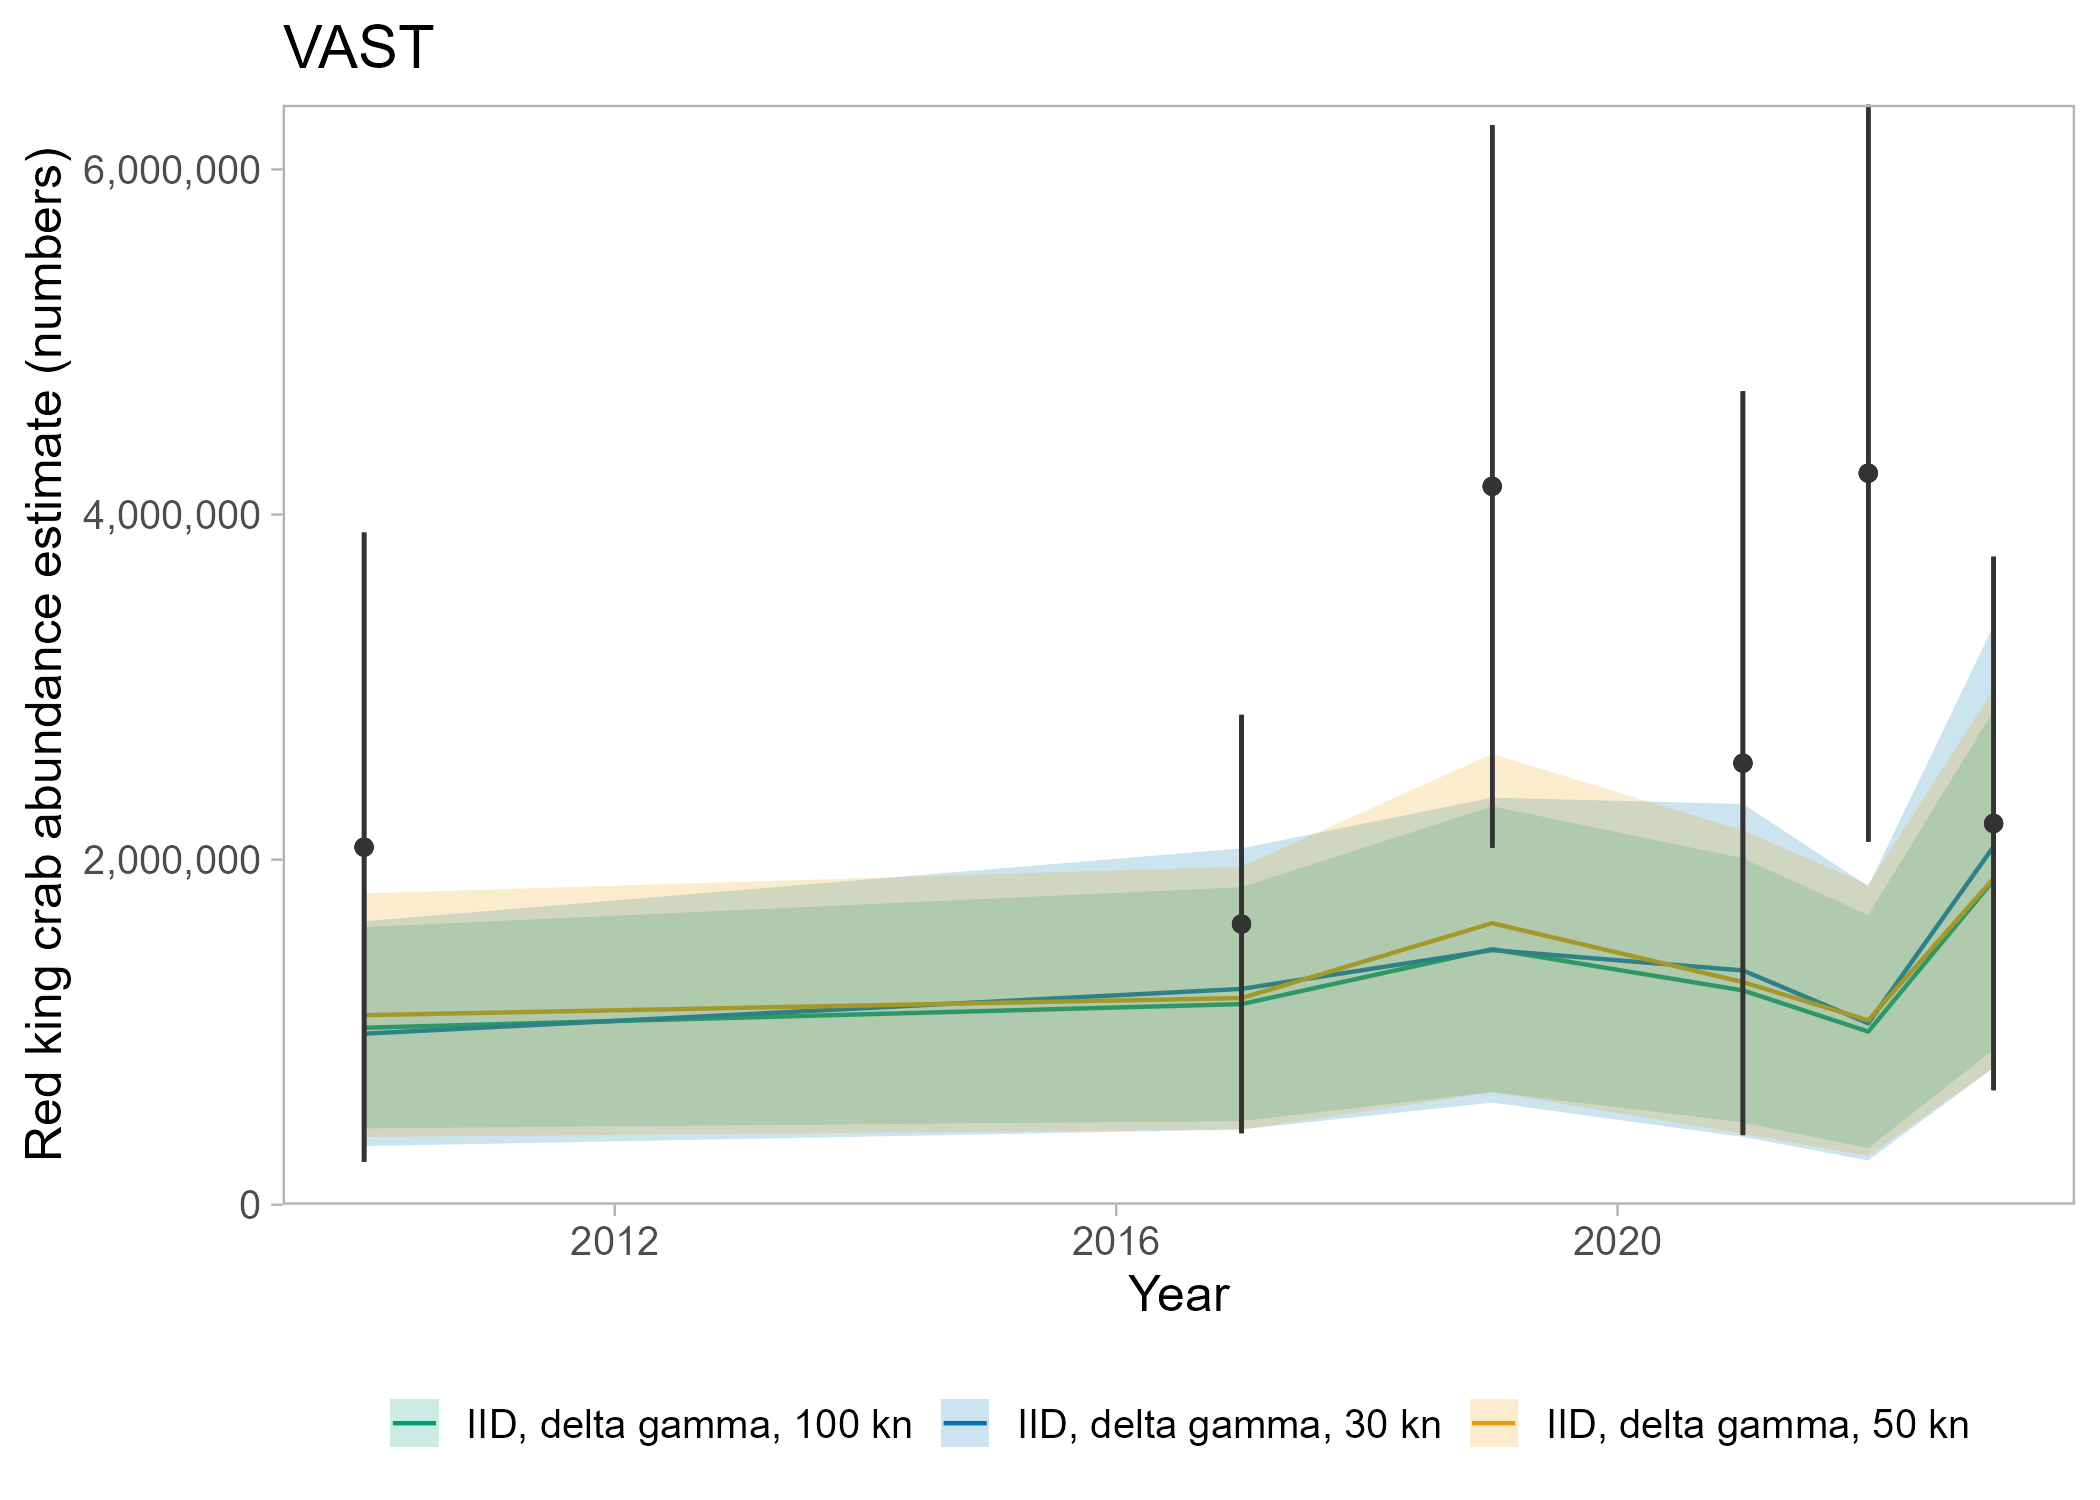 VAST
Red king crab abundance estimate (numbers)
6,000,000
4,000,000
2,000,000
0
2012 2016 2020
Year
IID, delta gamma, 100 kn IID, delta gamma, 30 kn IID, delta gamma, 50 kn